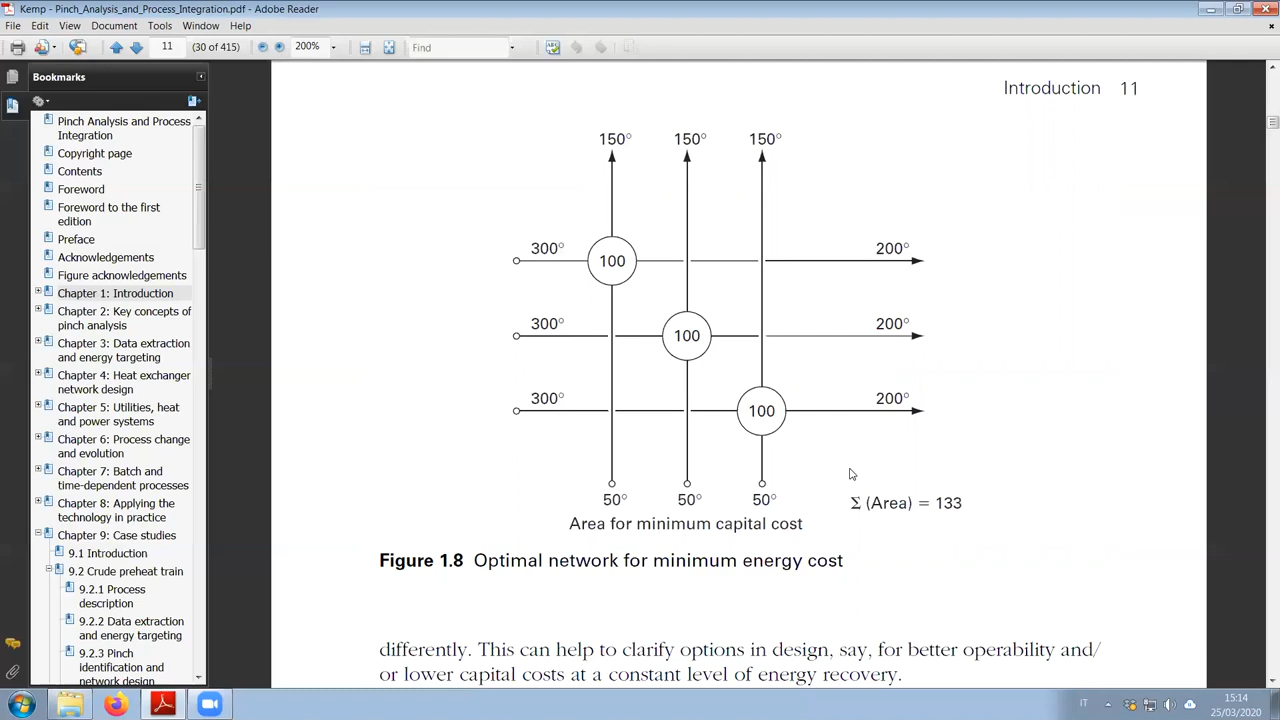 Kemp - Pinch_Analysis_and_Process_Integration.pdf - Adobe Reader
File Edit View Document Tools Window Help
11 (30 of 415) 200% Find
Bookmarks
Pinch Analysis and Process
Integration
Copyright page
Contents
Foreword
Foreword to the first
edition
Preface
Acknowledgements
Figure acknowledgements
Chapter 1: Introduction
Chapter 2: Key concepts of
pinch analysis
Chapter 3: Data extraction
and energy targeting
Chapter 4: Heat exchanger
network design
Chapter 5: Utilities, heat
and power systems
Chapter 6: Process change
and evolution
Chapter 7: Batch and
time-dependent processes
Chapter 8: Applying the
technology in practice
Chapter 9: Case studies
9.1 Introduction
9.2 Crude preheat train
9.2.1 Process
description
9.2.2 Data extraction
and energy targeting
9.2.3 Pinch
identification and
network design
Introduction 11
150° 150° 150°
300° 200°
100
300° 200°
100
300° 200°
100
50° 50° 50°
Σ (Area) = 133
Area for minimum capital cost
Figure 1.8 Optimal network for minimum energy cost
differently. This can help to clarify options in design, say, for better operability and/
or lower capital costs at a constant level of energy recovery.
IT
15:14
25/03/2020